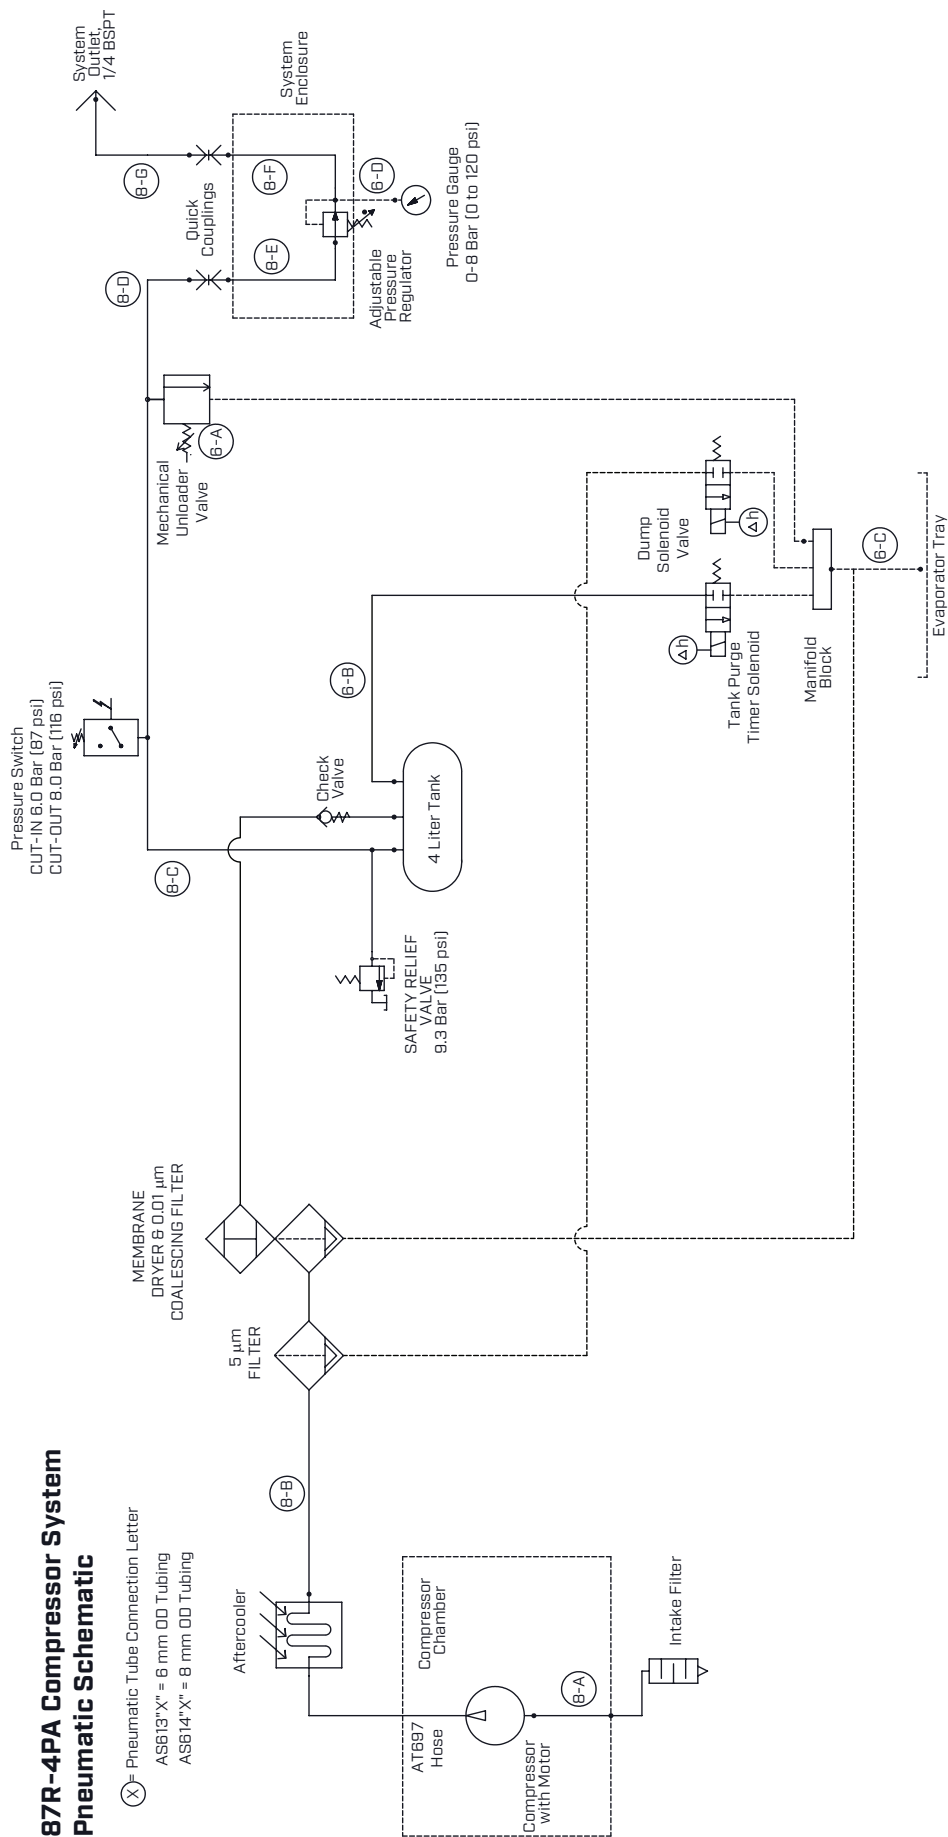 87R-4PA Compressor System
Pneumatic Schematic
X = Pneumatic Tube Connection Letter
AS613"X" = 6 mm OD Tubing
AS614"X" = 8 mm OD Tubing
Aftercooler
AT697
Hose
Compressor
Chamber
Compressor
with Motor
8-A
Intake Filter
8-B
5 µm
FILTER
MEMBRANE
DRYER & 0.01 µm
COALESCING FILTER
SAFETY RELIEF
VALVE
9.3 Bar (135 psi)
8-C
Check
Valve
4 Liter Tank
6-B
Pressure Switch
CUT-IN 6.0 Bar (87 psi)
CUT-OUT 8.0 Bar (116 psi)
Tank Purge
Timer Solenoid
Δh
Dump
Solenoid
Valve
Δh
Manifold
Block
6-C
Evaporator Tray
Mechanical
Unloader
Valve
6-A
8-D
Quick
Couplings
8-E
8-F
8-G
Adjustable
Pressure
Regulator
6-D
Pressure Gauge
0-8 Bar (0 to 120 psi)
System
Enclosure
System
Outlet,
1/4 BSPT